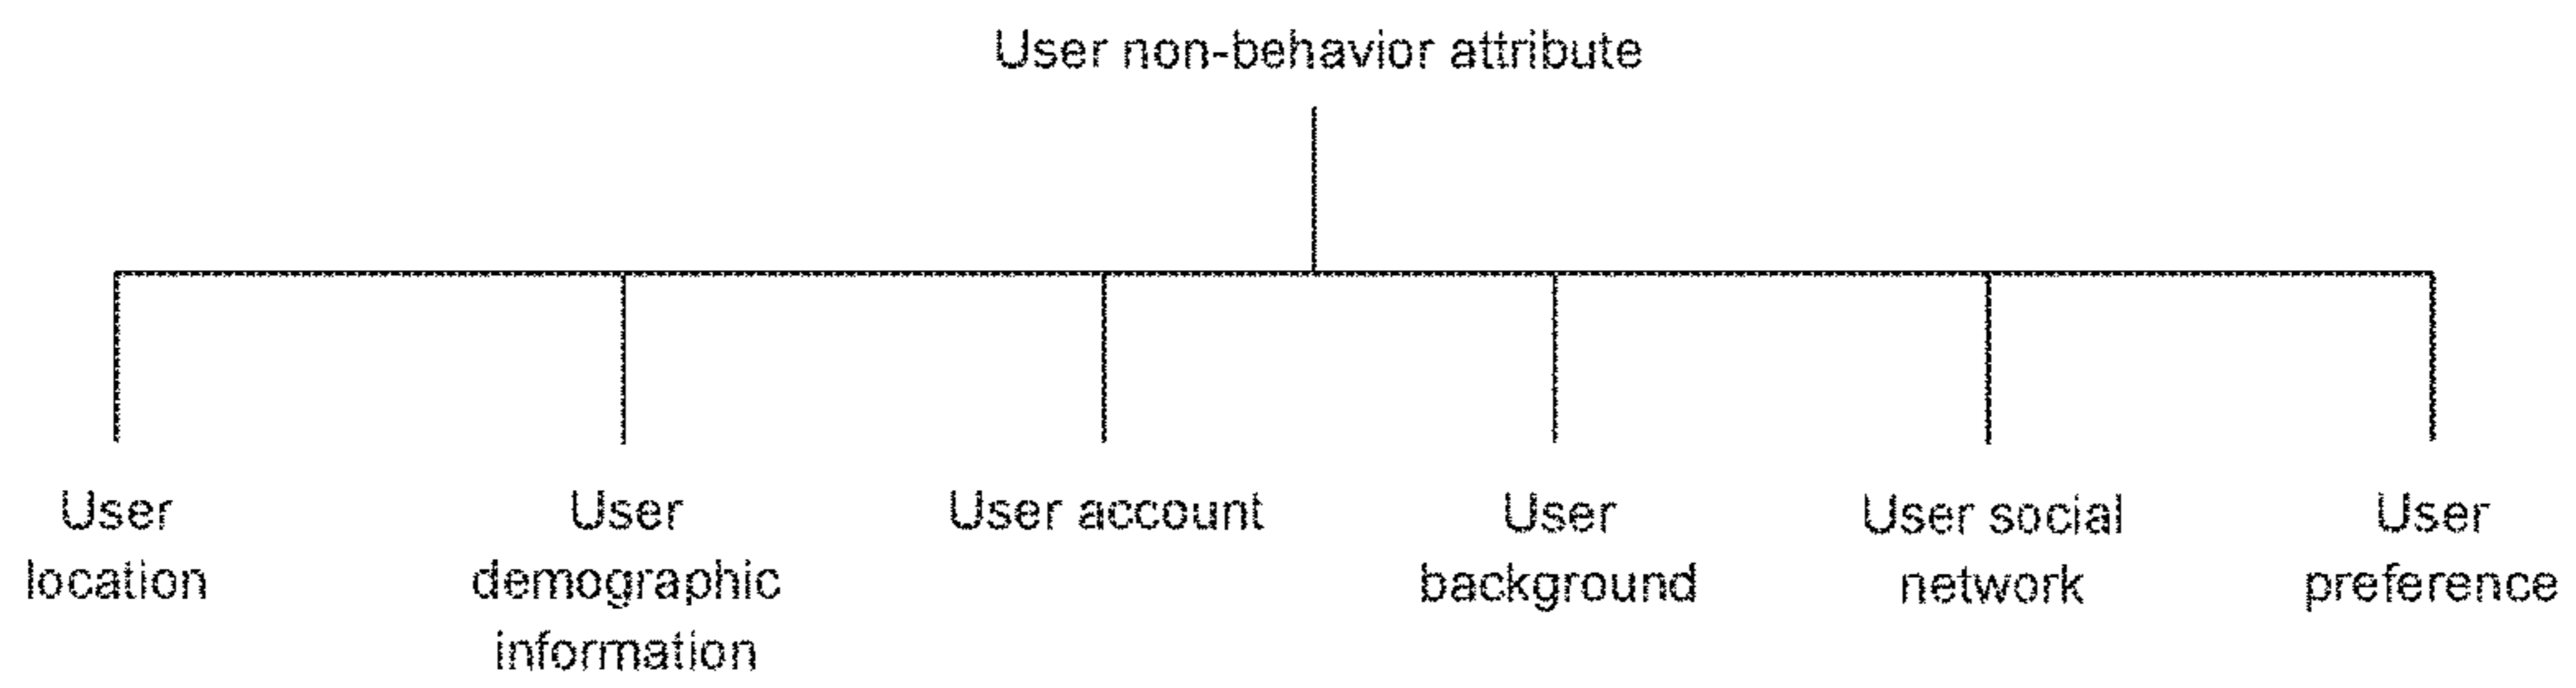 User non-behavior attribute
User location
User demographic information
User account
User background
User social network
User preference